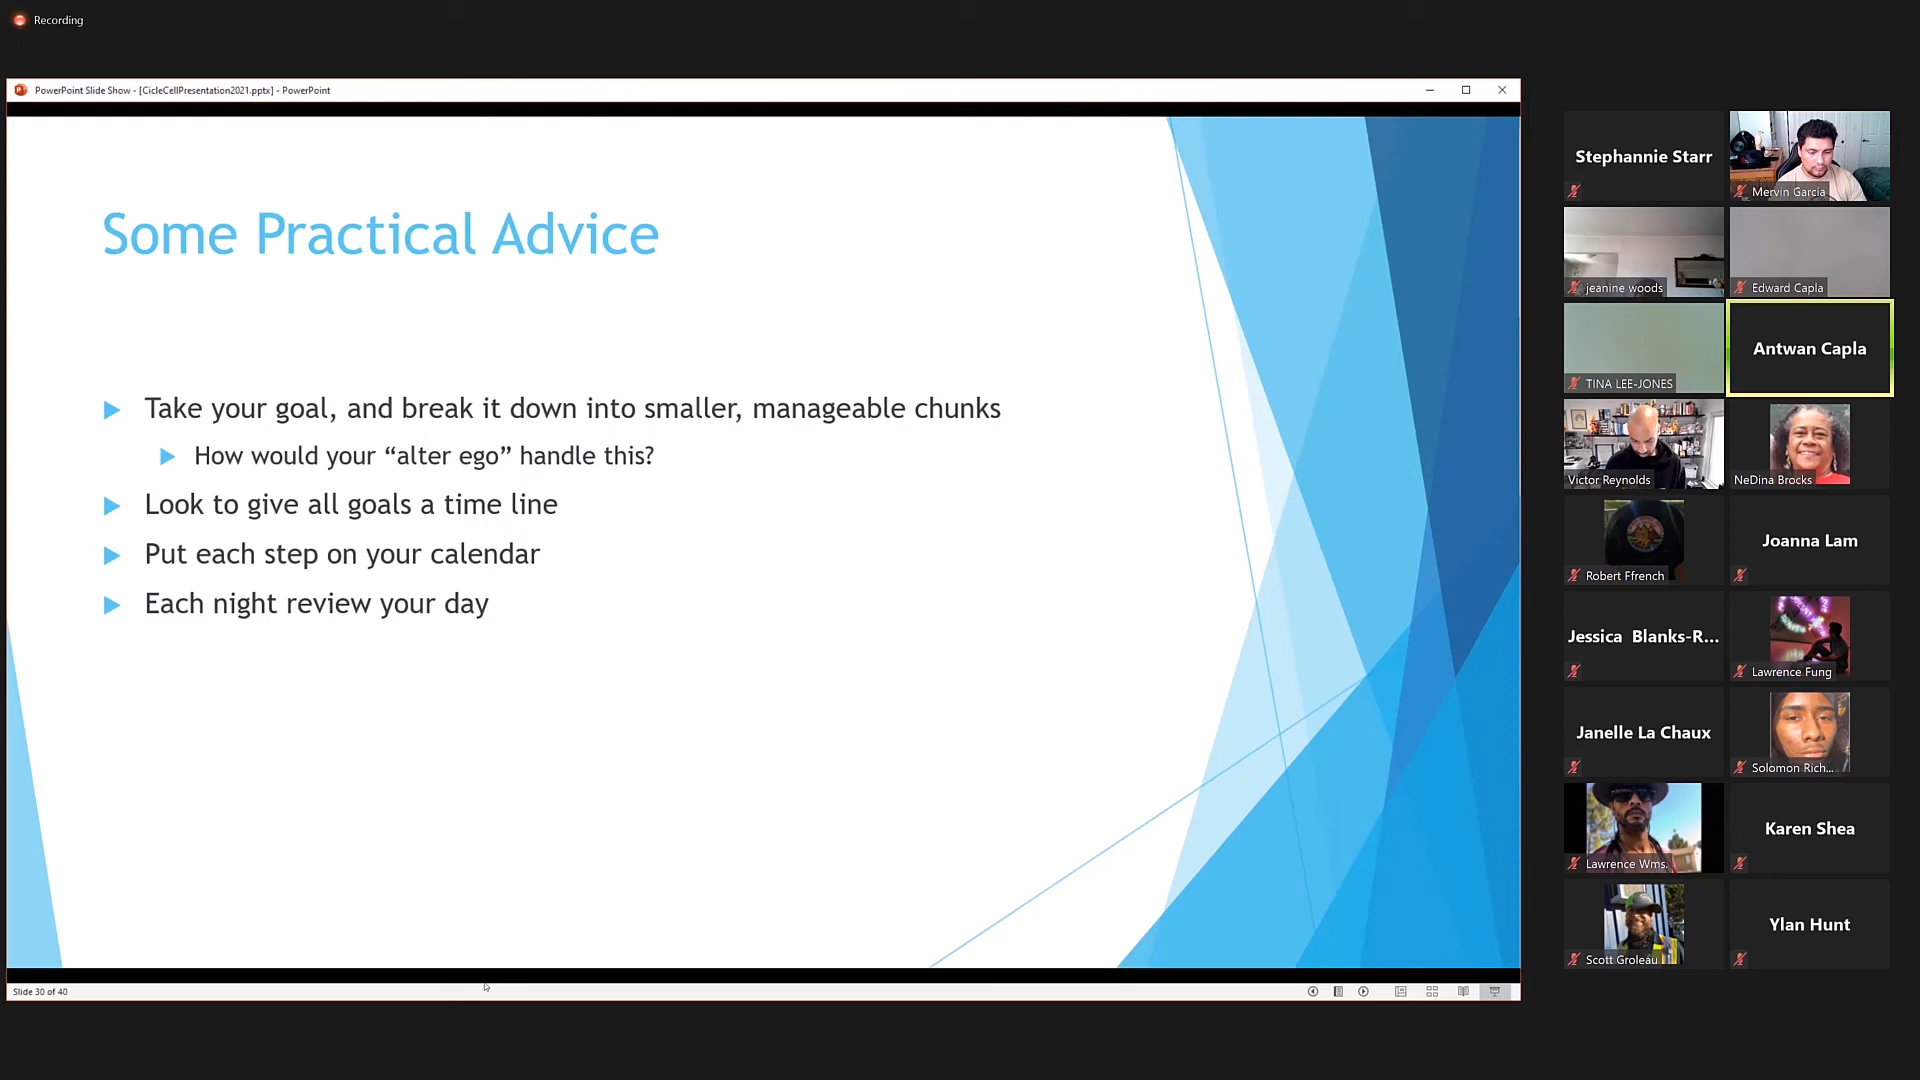 Recording
PowerPoint Slide Show - [CicleCellPresentation2021.pptx] - PowerPoint
Some Practical Advice
Take your goal, and break it down into smaller, manageable chunks
How would your “alter ego” handle this?
Look to give all goals a time line
Put each step on your calendar
Each night review your day
Slide 30 of 40
Stephannie Starr
Mervin Garcia
jeanine woods
Edward Capla
TINA LEE-JONES
Antwan Capla
Victor Reynolds
NeDina Brocks
Robert Ffrench
Joanna Lam
Jessica Blanks-R...
Lawrence Fung
Janelle La Chaux
Solomon Rich...
Lawrence Wms.
Karen Shea
Scott Groleau
Ylan Hunt